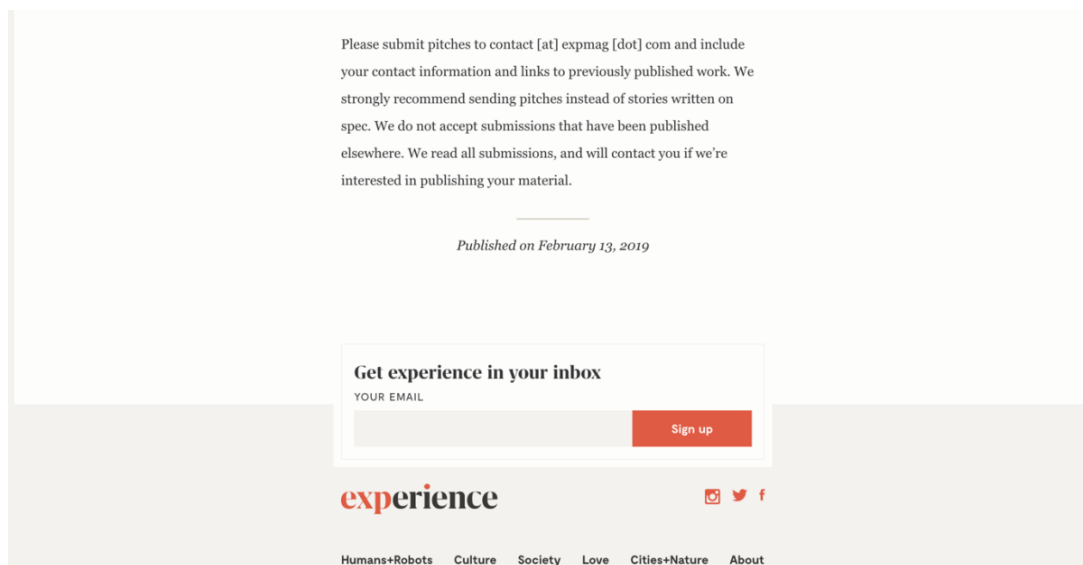 Please submit pitches to contact [at] expmag [dot] com and include
your contact information and links to previously published work. We
strongly recommend sending pitches instead of stories written on
spec. We do not accept submissions that have been published
elsewhere. We read all submissions, and will contact you if we're
interested in publishing your material.
Published on February 13, 2019
Get experience in your inbox
YOUR EMAIL
Sign up
experience
Humans+Robots Culture Society Love Cities+Nature About